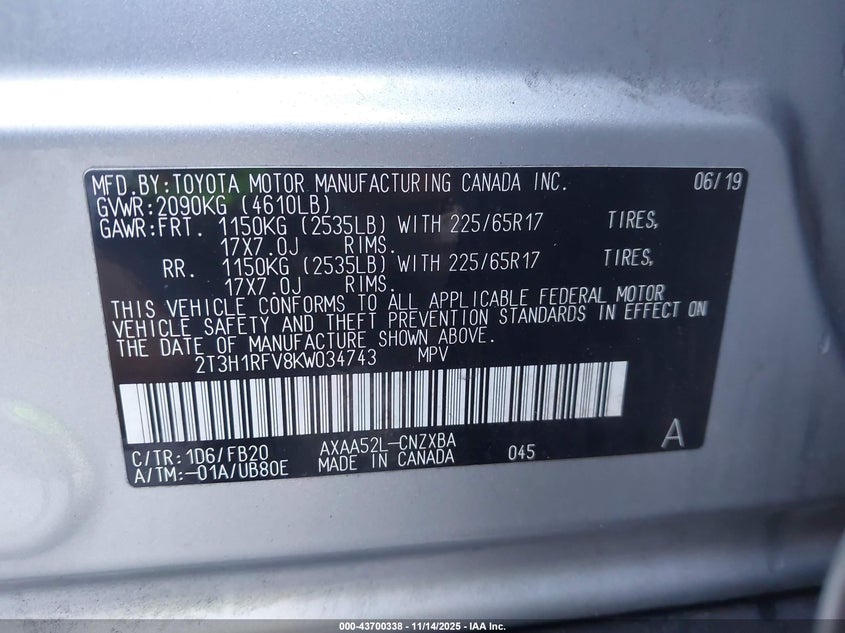 MFD.BY:TOYOTA MOTOR MANUFACTURING CANADA INC. 06/19
GVWR:2090KG (4610LB)
GAWR:FRT. 1150KG (2535LB) WITH 225/65R17 TIRES,
17X7.0J RIMS.
RR. 1150KG (2535LB) WITH 225/65R17 TIRES,
17X7.0J RIMS.
THIS VEHICLE CONFORMS TO ALL APPLICABLE FEDERAL MOTOR
VEHICLE SAFETY AND THEFT PREVENTION STANDARDS IN EFFECT ON
THE DATE OF MANUFACTURE SHOWN ABOVE.
2T3H1RFV8KW034743 MPV
C/TR:1D6/FB20 AXAA52L-CNZXBA 045 A
A/TM:-01A/UB80E MADE IN CANADA
000-43700338 - 11/14/2025 - IAA Inc.